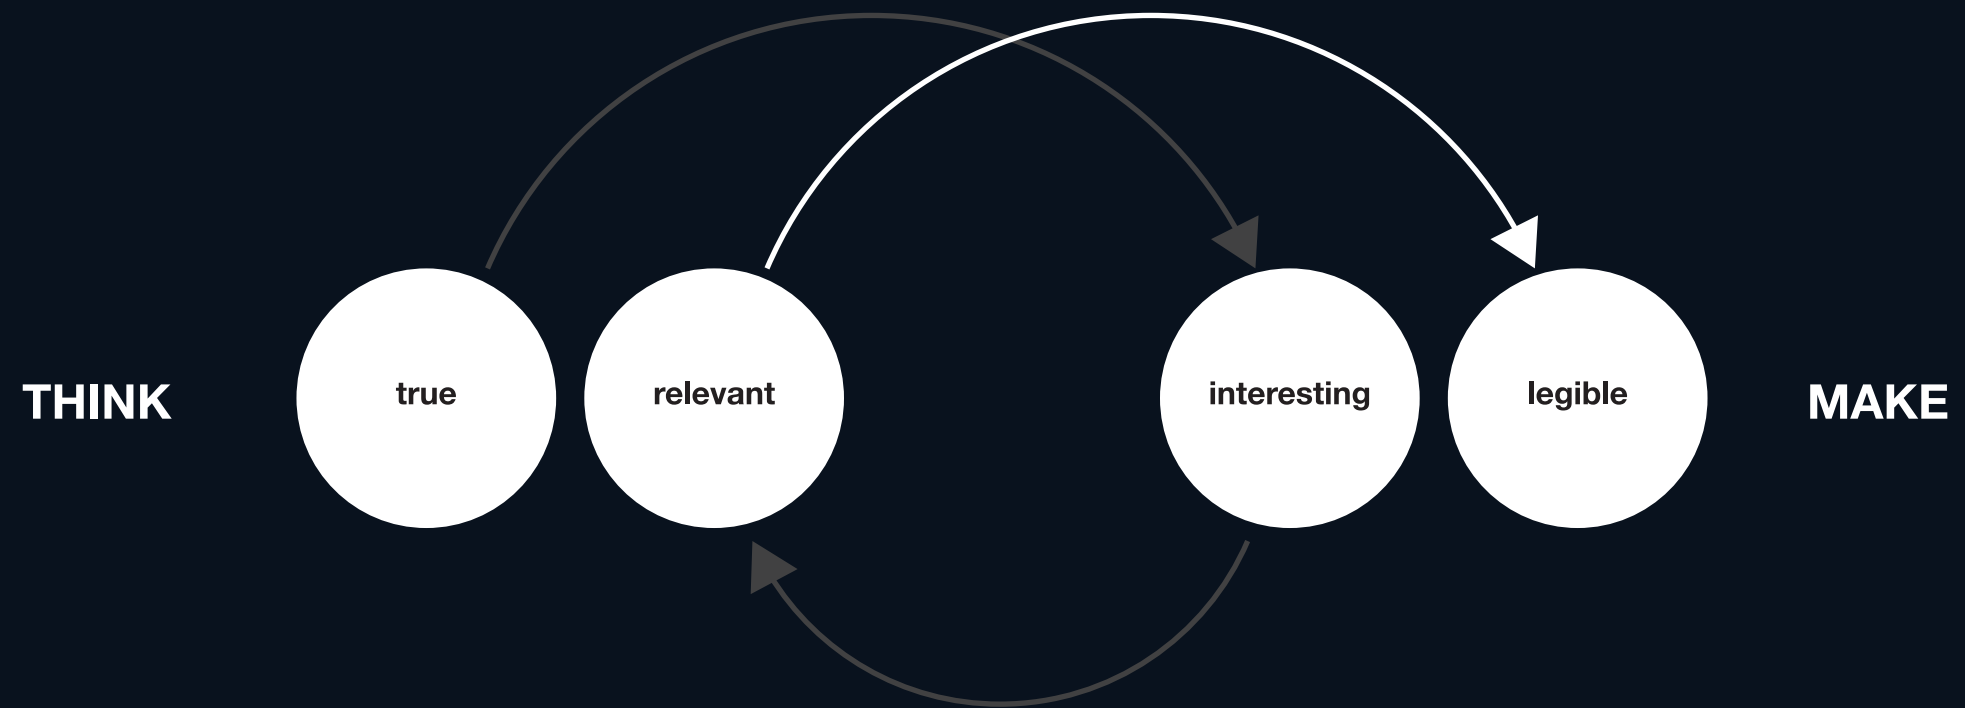 THINK
true
relevant
interesting
legible
MAKE